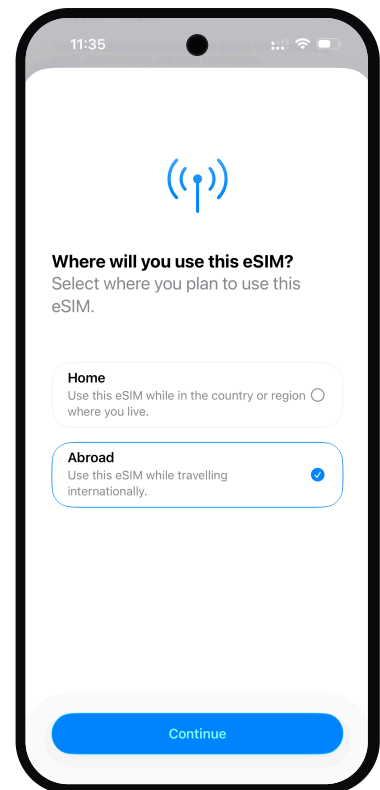 11:35
Where will you use this eSIM?
Select where you plan to use this
eSIM.
Home
Use this eSIM while in the country or region
where you live.
Abroad
Use this eSIM while travelling
internationally.
Continue